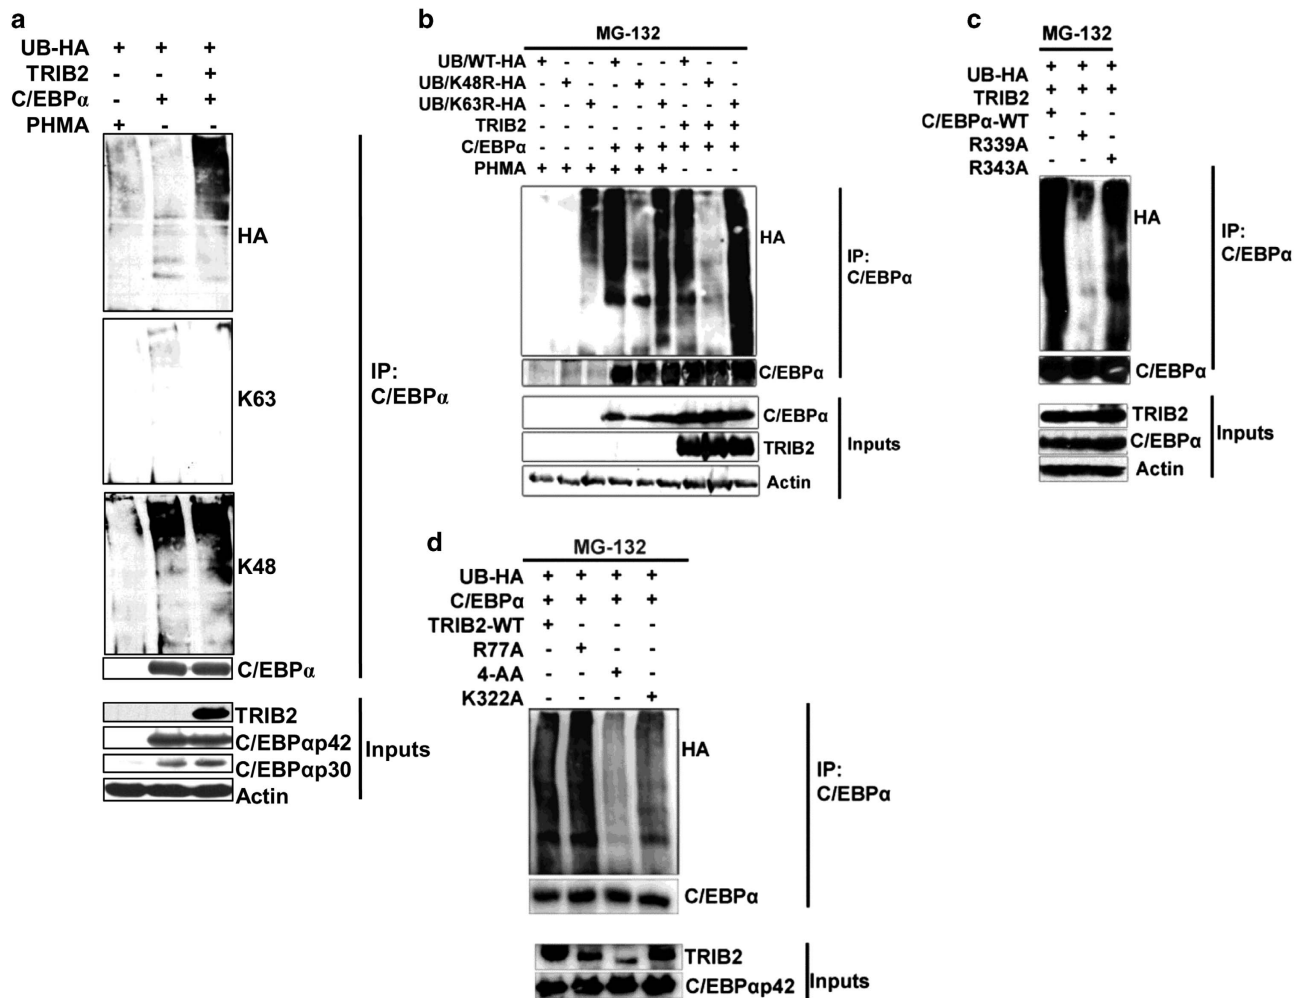 a
UB-HA + + +
TRIB2 - - +
C/EBPα - + +
PHMA + - -
HA
K63
K48
C/EBPα
IP:
C/EBPα
TRIB2
C/EBPαp42
C/EBPαp30
Actin
Inputs
b
MG-132
UB/WT-HA + - - + - - + - -
UB/K48R-HA - + - - + - - + -
UB/K63R-HA - - + - - + - - +
TRIB2 - - - - - - + + +
C/EBPα - - - + + + + + +
PHMA + + + + + + - - -
HA
C/EBPα
IP:
C/EBPα
C/EBPα
TRIB2
Actin
Inputs
c
MG-132
UB-HA + + +
TRIB2 + + +
C/EBPα-WT + - -
R339A - + -
R343A - - +
HA
C/EBPα
IP:
C/EBPα
TRIB2
C/EBPα
Actin
Inputs
d
MG-132
UB-HA + + + +
C/EBPα + + + +
TRIB2-WT + - - -
R77A - + - -
4-AA - - + -
K322A - - - +
HA
C/EBPα
IP:
C/EBPα
TRIB2
C/EBPαp42
Inputs